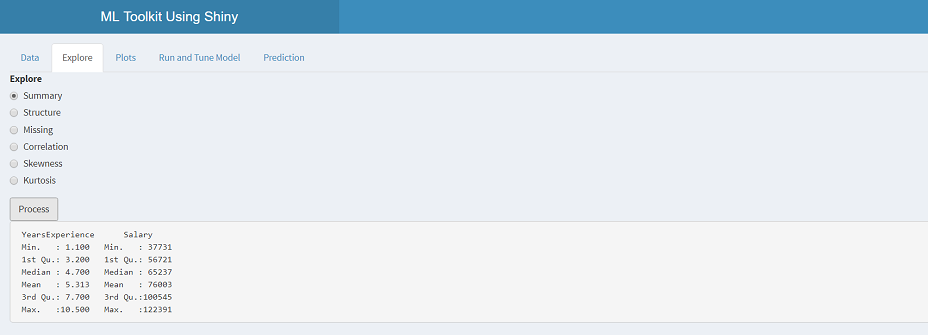 ML Toolkit Using Shiny
Data Explore Plots Run and Tune Model Prediction
Explore
Summary
Structure
Missing
Correlation
Skewness
Kurtosis
Process
YearsExperience Salary
Min. : 1.100 Min. : 37731
1st Qu.: 3.200 1st Qu.: 56721
Median : 4.700 Median : 65237
Mean : 5.313 Mean : 76003
3rd Qu.: 7.700 3rd Qu.:100545
Max. :10.500 Max. :122391